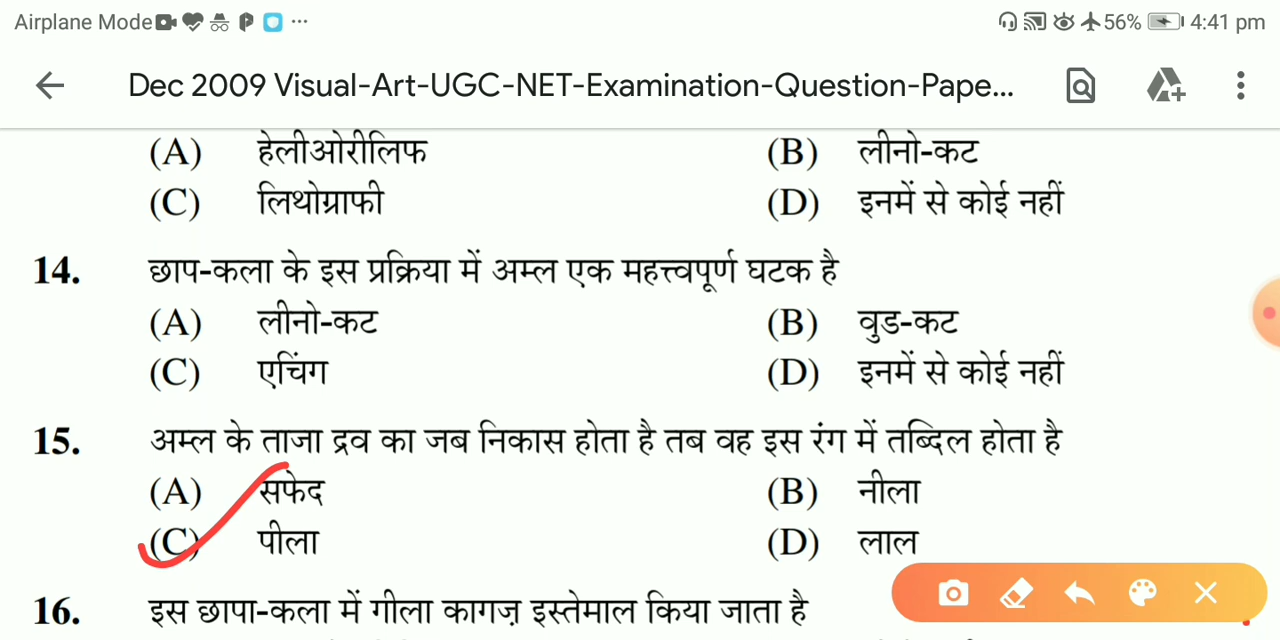 Airplane Mode ... 56% 4:41 pm
Dec 2009 Visual-Art-UGC-NET-Examination-Question-Pape...
(A) हेलीओरीलिफ (B) लीनो-कट
(C) लिथोग्राफी (D) इनमें से कोई नहीं
14. छाप-कला के इस प्रक्रिया में अम्ल एक महत्त्वपूर्ण घटक है
(A) लीनो-कट (B) वुड-कट
(C) एचिंग (D) इनमें से कोई नहीं
15. अम्ल के ताजा द्रव का जब निकास होता है तब वह इस रंग में तब्दिल होता है
(A) सफेद (B) नीला
(C) पीला (D) लाल
16. इस छापा-कला में गीला कागज़ इस्तेमाल किया जाता है